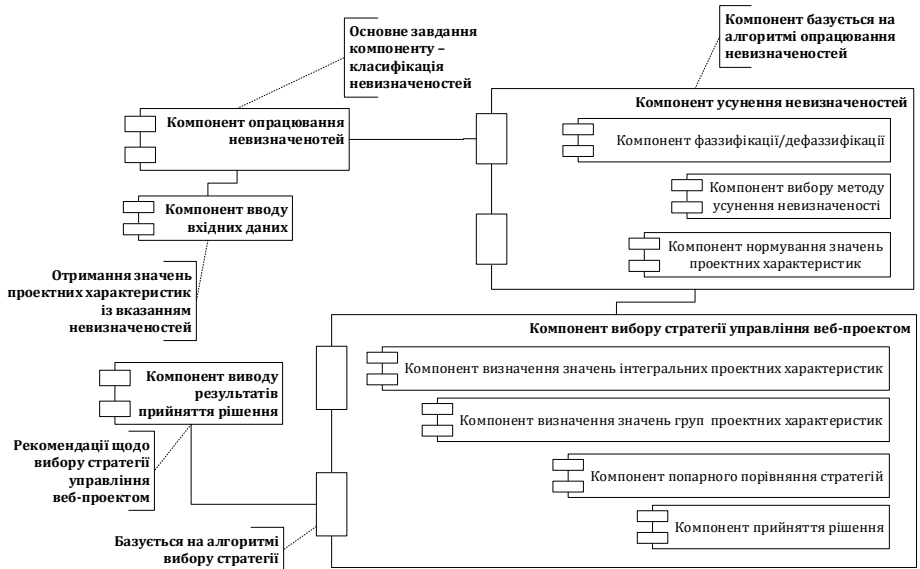 Основне завдання
компоненту –
класифікація
невизначеностей
Компонент базується на
алгоритмі опрацювання
невизначеностей
Компонент опрацювання
невизначенотей
Компонент усунення невизначеностей
Компонент фаззифікації/дефаззифікації
Компонент вибору методу
усунення невизначеності
Компонент нормування значень
проектних характеристик
Компонент вводу
вхідних даних
Отримання значень
проектних характеристик
із вказанням
невизначеностей
Компонент вибору стратегії управління веб-проектом
Компонент визначення значень інтегральних проектних характеристик
Компонент визначення значень груп проектних характеристик
Компонент попарного порівняння стратегій
Компонент прийняття рішення
Компонент виводу
результатів
прийняття рішення
Рекомендації щодо
вибору стратегії
управління
веб-проектом
Базується на алгоритмі
вибору стратегії